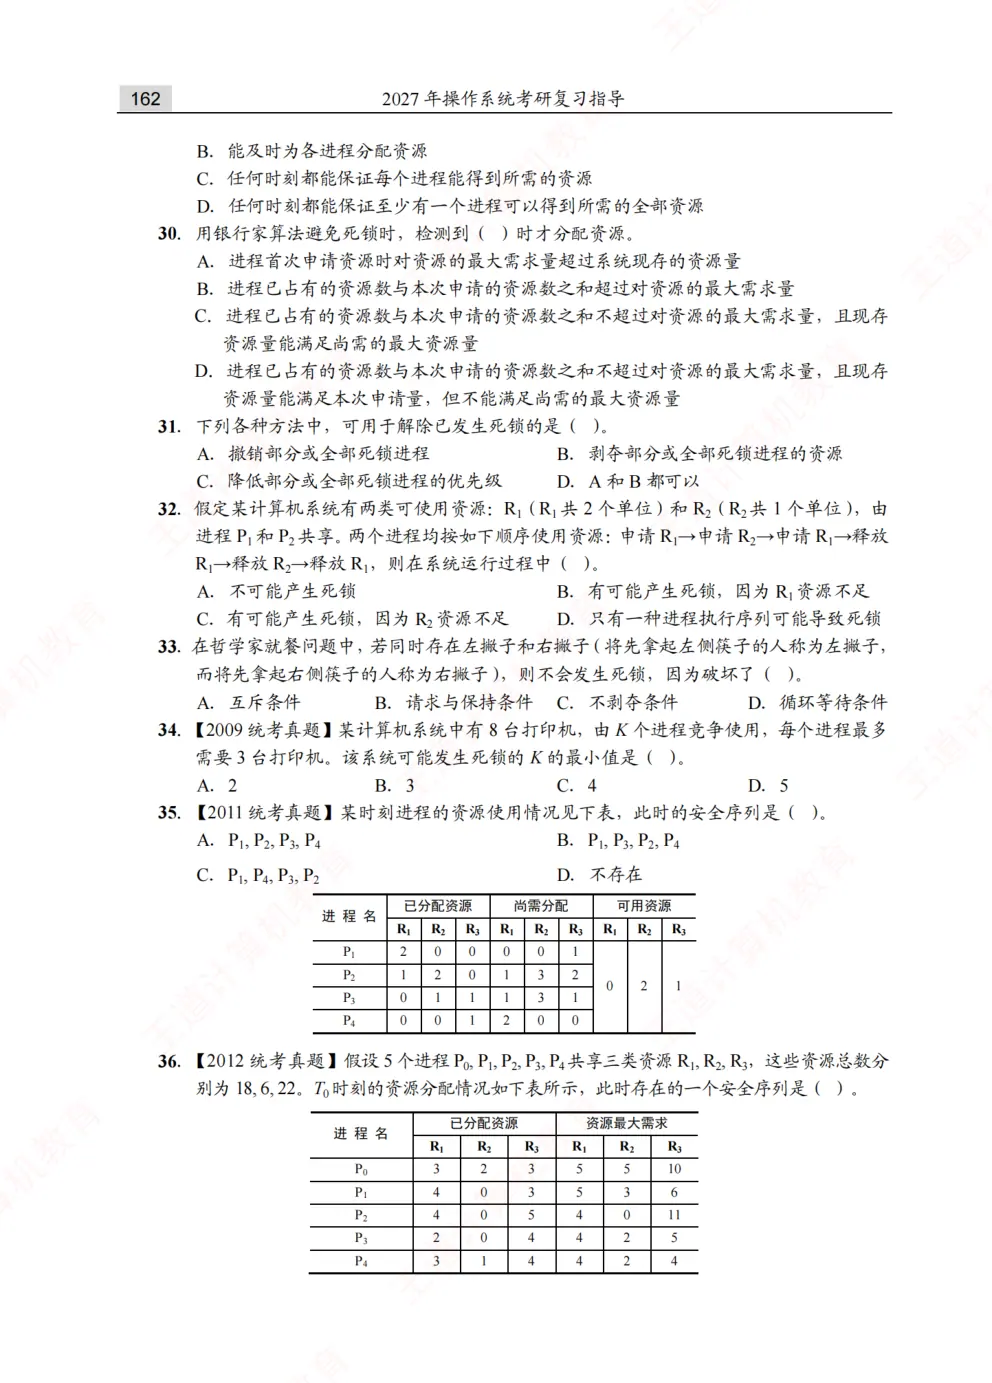 162
2027 年操作系统考研复习指导
B. 能及时为各进程分配资源
C. 任何时刻都能保证每个进程能得到所需的资源
D. 任何时刻都能保证至少有一个进程可以得到所需的全部资源
30. 用银行家算法避免死锁时，检测到（ ）时才分配资源。
A. 进程首次申请资源时对资源的最大需求量超过系统现存的资源量
B. 进程已占有的资源数与本次申请的资源数之和超过对资源的最大需求量
C. 进程已占有的资源数与本次申请的资源数之和不超过对资源的最大需求量，且现存
资源量能满足尚需的最大资源量
D. 进程已占有的资源数与本次申请的资源数之和不超过对资源的最大需求量，且现存
资源量能满足本次申请量，但不能满足尚需的最大资源量
31. 下列各种方法中，可用于解除已发生死锁的是（ ）。
A. 撤销部分或全部死锁进程 B. 剥夺部分或全部死锁进程的资源
C. 降低部分或全部死锁进程的优先级 D. A 和 B 都可以
32. 假定某计算机系统有两类可使用资源：R₁（R₁共 2 个单位）和 R₂（R₂共 1 个单位），由
进程 P₁ 和 P₂ 共享。两个进程均按如下顺序使用资源：申请 R₁→申请 R₂→申请 R₁→释放
R₁→释放 R₂→释放 R₁，则在系统运行过程中（ ）。
A. 不可能产生死锁 B. 有可能产生死锁，因为 R₁资源不足
C. 有可能产生死锁，因为 R₂资源不足 D. 只有一种进程执行序列可能导致死锁
33. 在哲学家就餐问题中，若同时存在左撇子和右撇子（将先拿起左侧筷子的人称为左撇子，
而将先拿起右侧筷子的人称为右撇子），则不会发生死锁，因为破坏了（ ）。
A. 互斥条件 B. 请求与保持条件 C. 不剥夺条件 D. 循环等待条件
34. 【2009 统考真题】某计算机系统中有 8 台打印机，由 K 个进程竞争使用，每个进程最多
需要 3 台打印机。该系统可能发生死锁的 K 的最小值是（ ）。
A. 2 B. 3 C. 4 D. 5
35. 【2011 统考真题】某时刻进程的资源使用情况见下表，此时的安全序列是（ ）。
A. P₁, P₂, P₃, P₄ B. P₁, P₃, P₂, P₄
C. P₁, P₄, P₃, P₂ D. 不存在
进程名 已分配资源 尚需分配 可用资源
R₁ R₂ R₃ R₁ R₂ R₃ R₁ R₂ R₃
P₁ 2 0 0 0 0 1
P₂ 1 2 0 1 3 2
0 2 1
P₃ 0 1 1 1 3 1
P₄ 0 0 1 2 0 0
36. 【2012 统考真题】假设 5 个进程 P₀, P₁, P₂, P₃, P₄共享三类资源 R₁, R₂, R₃，这些资源总数分
别为 18, 6, 22。T₀时刻的资源分配情况如下表所示，此时存在的一个安全序列是（ ）。
进程名 已分配资源 资源最大需求
R₁ R₂ R₃ R₁ R₂ R₃
P₀ 3 2 3 5 5 10
P₁ 4 0 3 5 3 6
P₂ 4 0 5 4 0 11
P₃ 2 0 4 4 2 5
P₄ 3 1 4 4 2 4